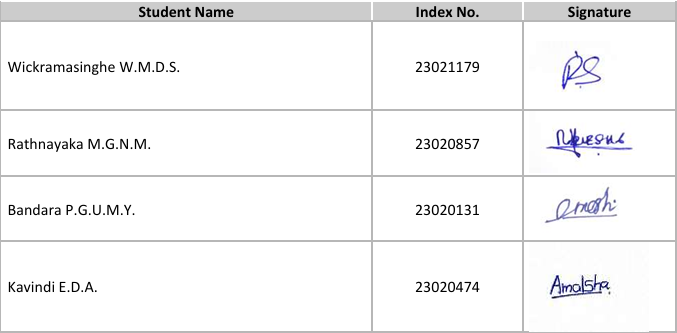 Student Name Index No. Signature
Wickramasinghe W.M.D.S. 23021179
Rathnayaka M.G.N.M. 23020857
Bandara P.G.U.M.Y. 23020131
Kavindi E.D.A. 23020474 Amalsha